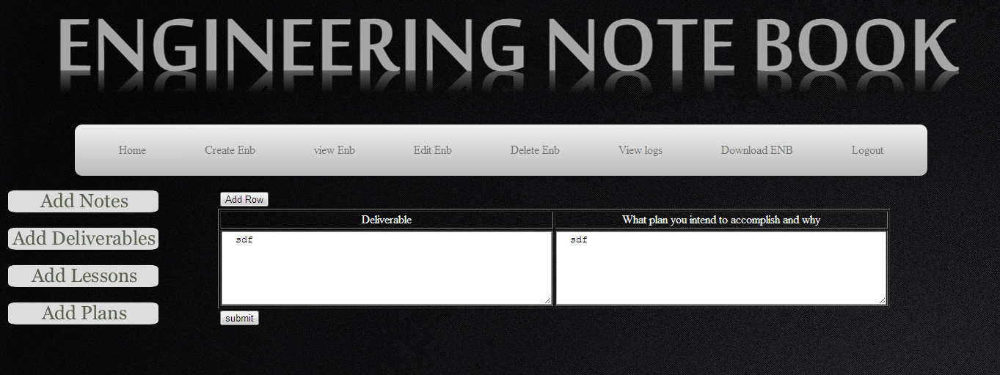 ENGINEERING NOTE BOOK
Home Create Enb view Enb Edit Enb Delete Enb View logs Download ENB Logout
Add Notes
Add Deliverables
Add Lessons
Add Plans
Add Row
Deliverable What plan you intend to accomplish and why
sdf sdf
submit